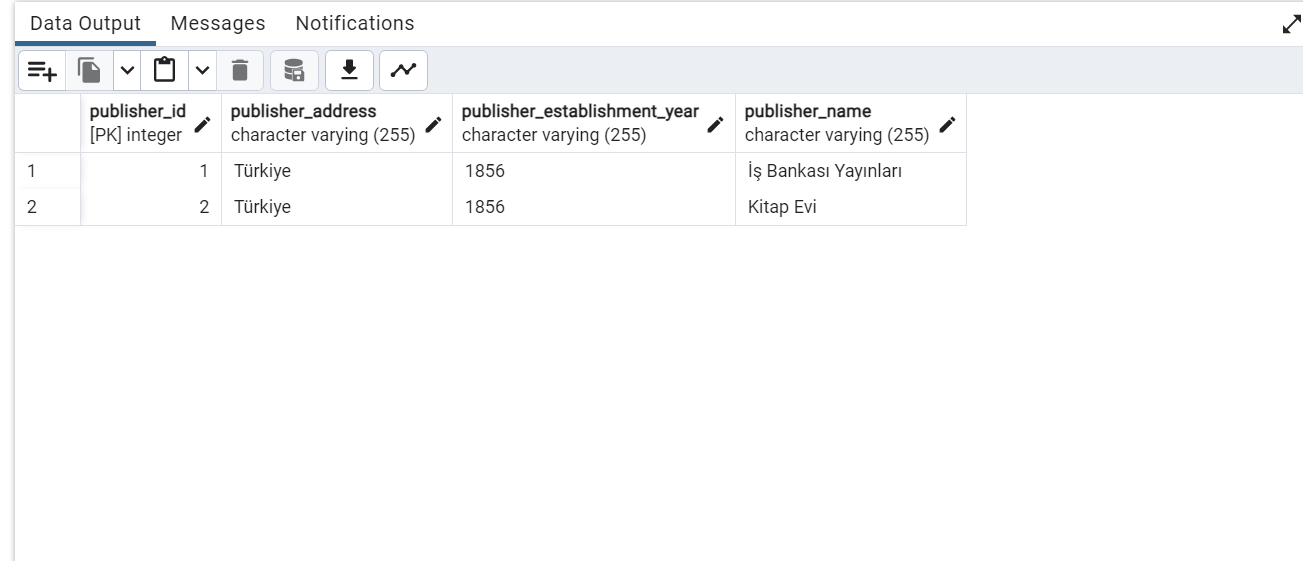 Data Output Messages Notifications
publisher_id publisher_address publisher_establishment_year publisher_name
[PK] integer character varying (255) character varying (255) character varying (255)
1 1 Türkiye 1856 İş Bankası Yayınları
2 2 Türkiye 1856 Kitap Evi